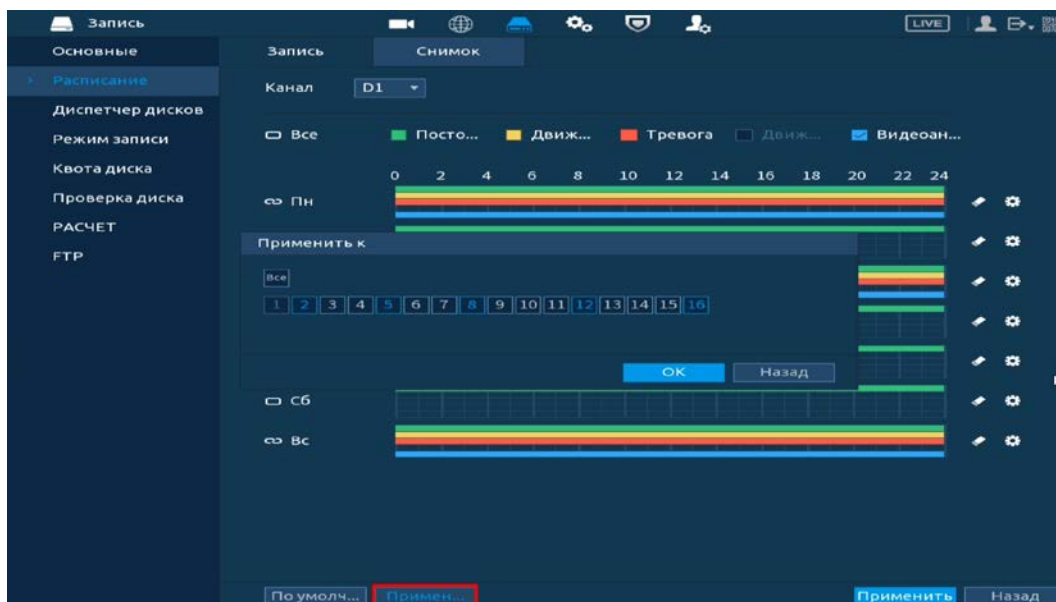 Запись LIVE
Основные Запись Снимок
Расписание
Канал D1
Диспетчер дисков
Все Посто... Движ... Тревога Движ... Видеоан...
Режим записи
Квота диска
0 2 4 6 8 10 12 14 16 18 20 22 24
Проверка диска
Пн
РАСЧЕТ
FTP
Применить к
Все
1 2 3 4 5 6 7 8 9 10 11 12 13 14 15 16
OK Назад
Сб
Вс
По умолч... Примен... Применить Назад